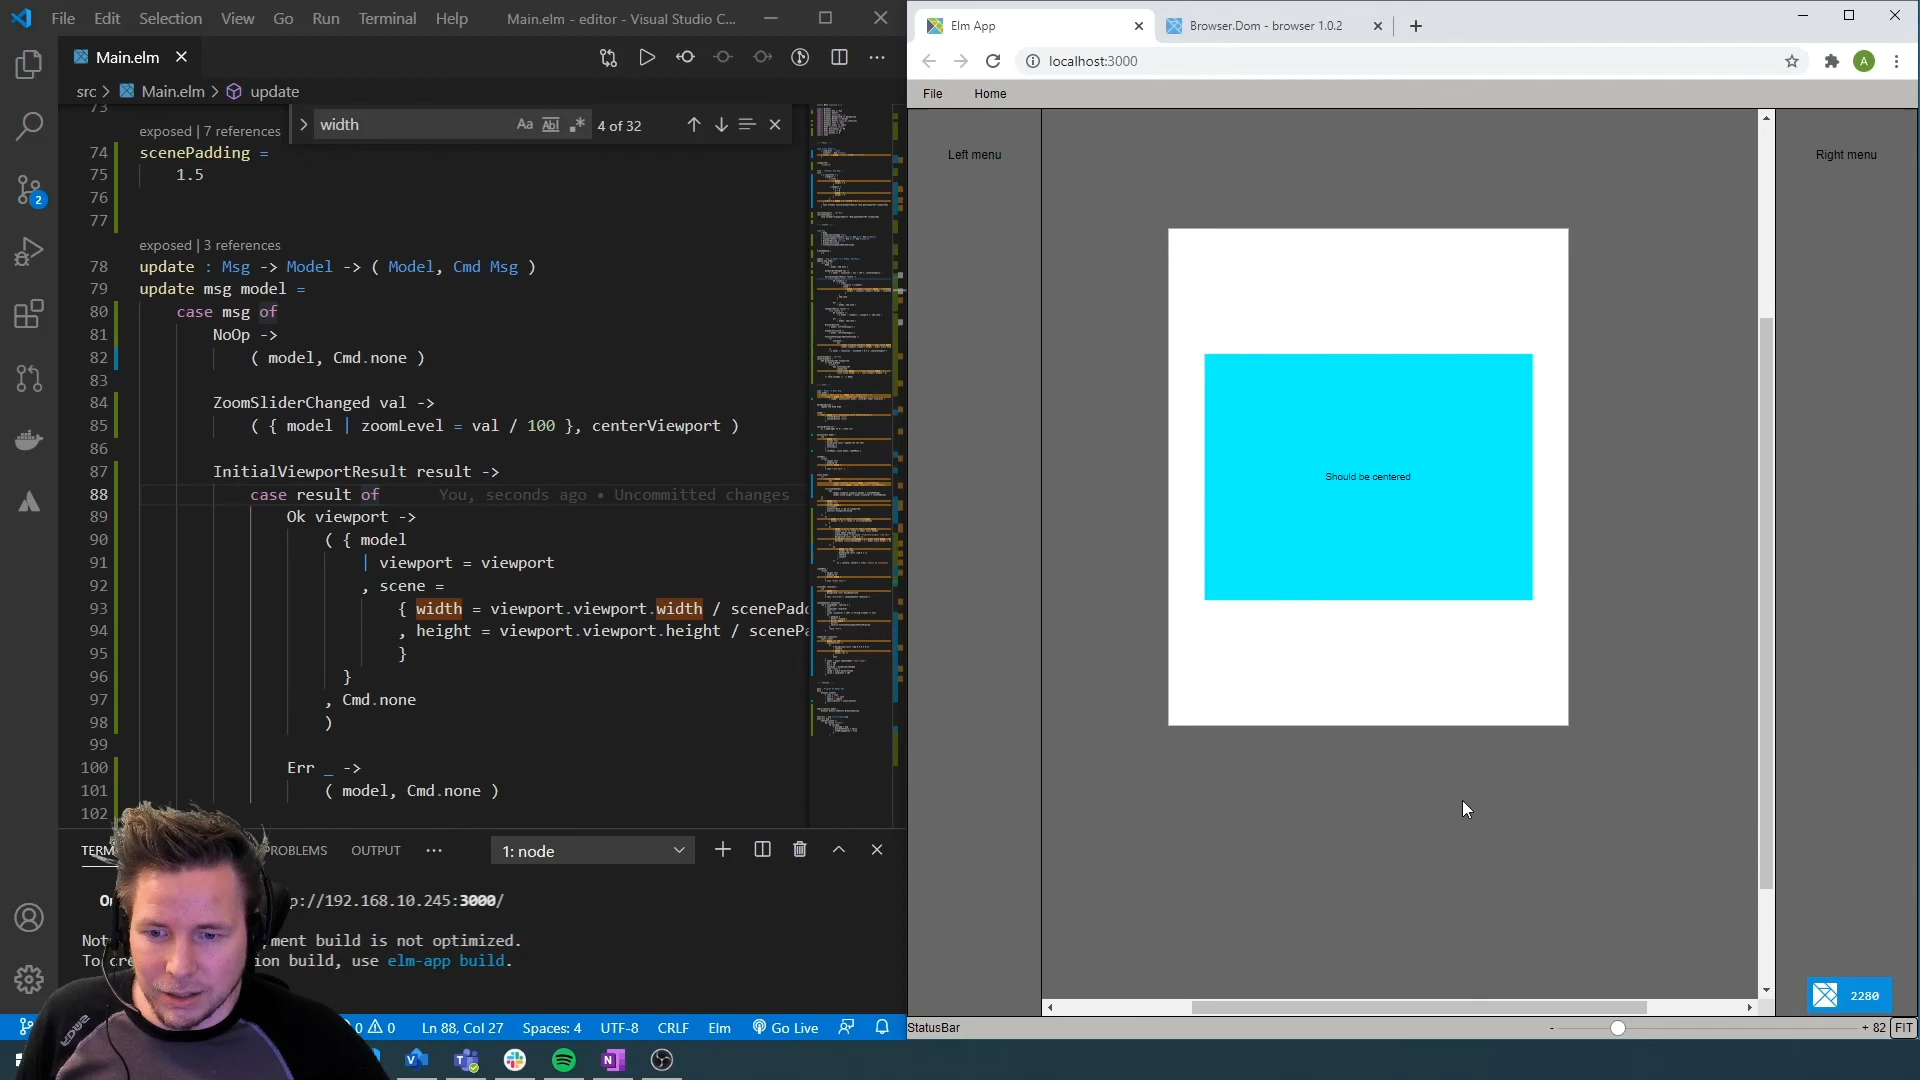 File Edit Selection View Go Run Terminal Help
Main.elm - editor - Visual Studio C...
Main.elm
src > Main.elm > update
width
Aa Abl
4 of 32
73
exposed | 7 references
74 scenePadding =
75 1.5
76
77
exposed | 3 references
78 update : Msg -> Model -> ( Model, Cmd Msg )
79 update msg model =
80 case msg of
81 NoOp ->
82 ( model, Cmd.none )
83
84 ZoomSliderChanged val ->
85 ( { model | zoomLevel = val / 100 }, centerViewport )
86
87 InitialViewportResult result ->
88 case result of You, seconds ago • Uncommitted changes
89 Ok viewport ->
90 ( { model
91 | viewport = viewport
92 , scene =
93 { width = viewport.viewport.width / scenePadd
94 , height = viewport.viewport.height / sceneP
95 }
96 }
97 , Cmd.none
98 )
99
100 Err _ ->
101 ( model, Cmd.none )
102
TERM PROBLEMS OUTPUT
1: node
p://192.168.10.245:3000/
ment build is not optimized.
ion build, use elm-app build.
2
0 0 Ln 88, Col 27 Spaces: 4 UTF-8 CRLF Elm Go Live
Elm App
Browser.Dom - browser 1.0.2
localhost:3000
A
File Home
Left menu
Right menu
Should be centered
2280
StatusBar
- + 82 FIT